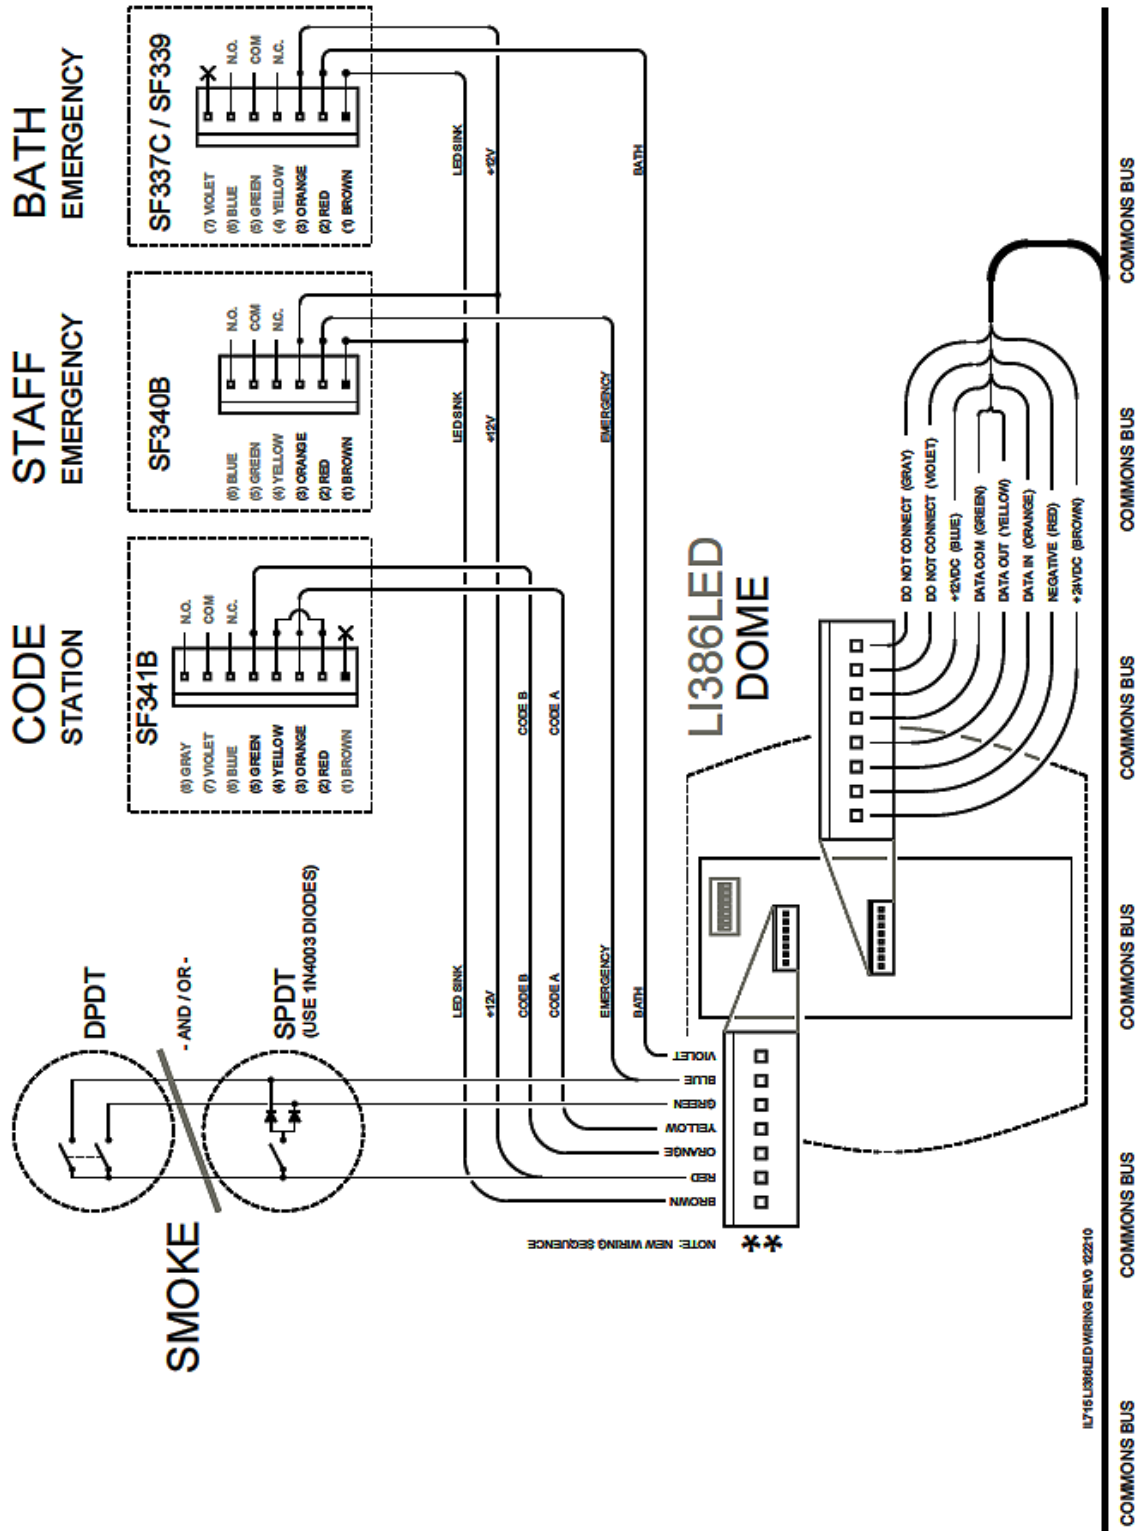 BATH
EMERGENCY
SF337C / SF339
(7) VIOLET
(6) BLUE
(5) GREEN
(4) YELLOW
(3) ORANGE
(2) RED
(1) BROWN
N.O.
COM
N.C.
STAFF
EMERGENCY
SF340B
(6) BLUE
(5) GREEN
(4) YELLOW
(3) ORANGE
(2) RED
(1) BROWN
N.O.
COM
N.C.
CODE
STATION
SF341B
(8) GRAY
(7) VIOLET
(6) BLUE
(5) GREEN
(4) YELLOW
(3) ORANGE
(2) RED
(1) BROWN
N.O.
COM
N.C.
SMOKE
DPDT
- AND / OR -
SPDT
(USE 1N4003 DIODES)
LED SINK
+12V
BATH
LED SINK
+12V
EMERGENCY
CODE B
CODE A
LED SINK
+12V
CODE B
CODE A
EMERGENCY
BATH
VIOLET
BLUE
GREEN
YELLOW
ORANGE
RED
BROWN
NOTE: NEW WIRING SEQUENCE
**
LI386LED
DOME
DO NOT CONNECT (GRAY)
DO NOT CONNECT (VIOLET)
+12VDC (BLUE)
DATA COM (GREEN)
DATA OUT (YELLOW)
DATA IN (ORANGE)
NEGATIVE (RED)
+24VDC (BROWN)
IL715 LI386LED WIRING REV0 122210
COMMONS BUS
COMMONS BUS
COMMONS BUS
COMMONS BUS
COMMONS BUS
COMMONS BUS